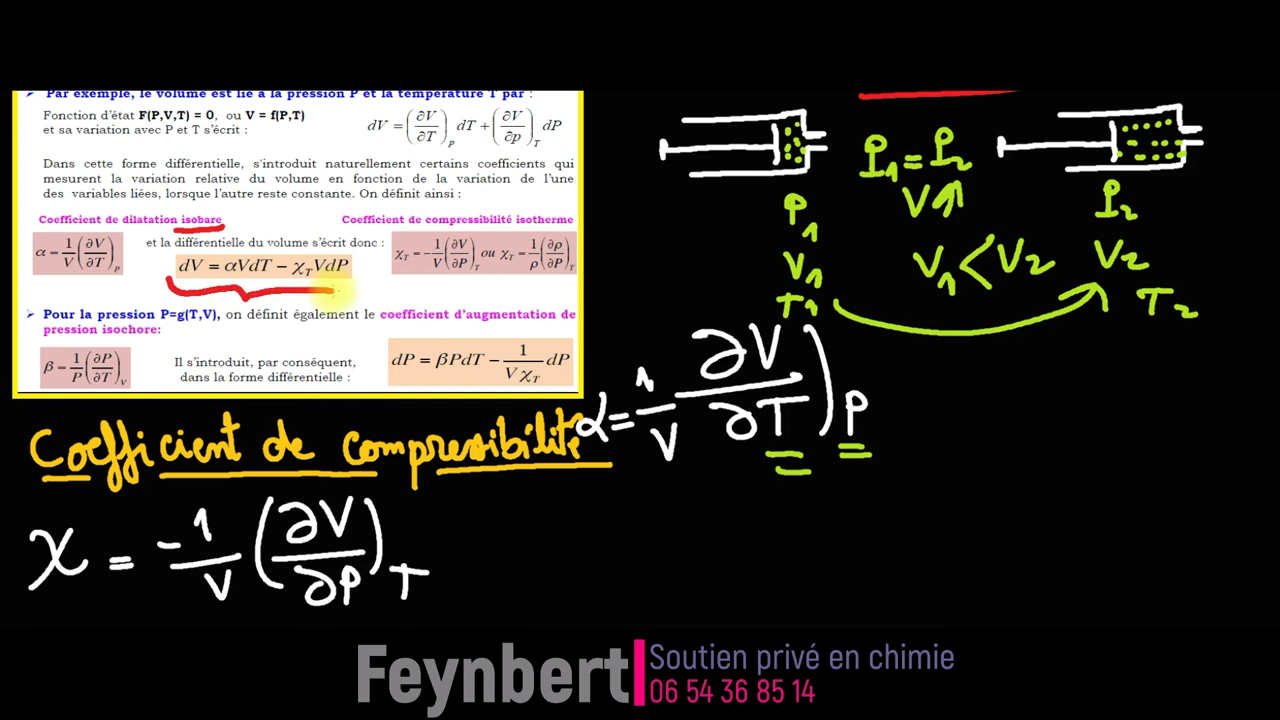 Par exemple, le volume est lié à la pression P et la température T par :
Fonction d'état F(P,V,T) = 0, ou V = f(P,T)
et sa variation avec P et T s'écrit :
dV = (∂V/∂T)_p dT + (∂V/∂p)_T dP
Dans cette forme différentielle, s'introduit naturellement certains coefficients qui
mesurent la variation relative du volume en fonction de la variation de l'une
des variables liées, lorsque l'autre reste constante. On définit ainsi :
Coefficient de dilatation isobare
Coefficient de compressibilité isotherme
α = 1/V (∂V/∂T)_p
et la différentielle du volume s'écrit donc :
dV = αVdT − χ_T VdP
χ_T = −1/V (∂V/∂P)_T ou χ_T = 1/ρ (∂ρ/∂P)_T
Pour la pression P=g(T,V), on définit également le coefficient d'augmentation de
pression isochore:
β = 1/P (∂P/∂T)_V
Il s'introduit, par conséquent,
dans la forme différentielle :
dP = βPdT − 1/(Vχ_T) dP
P1 = P2
V
P1
V1
V1 < V2
P2
V2
T2
α = 1/V ∂V/∂T)P
Coefficient de compressibilité
χ = -1/V (∂V/∂P)T
Feynbert
Soutien privé en chimie
06 54 36 85 14